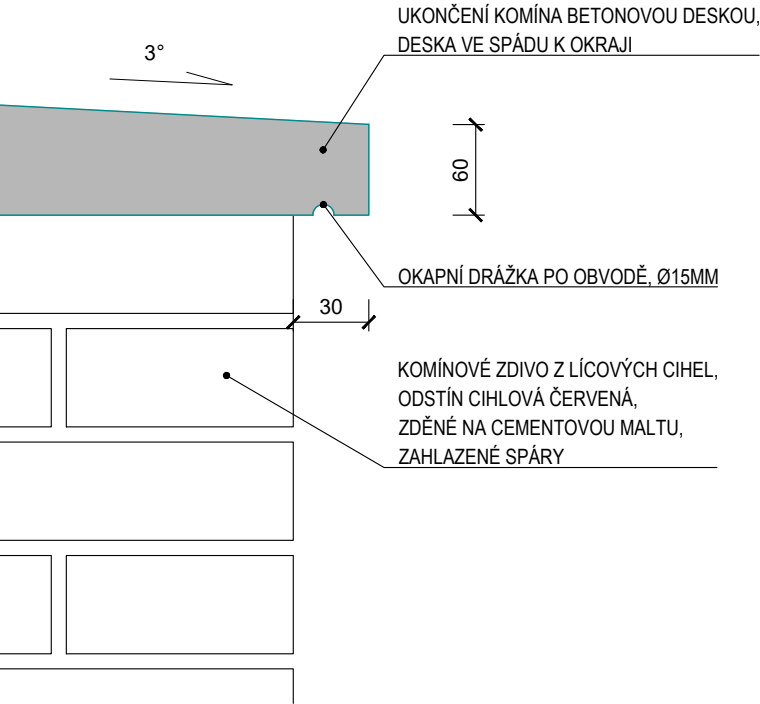 UKONČENÍ KOMÍNA BETONOVOU DESKOU,
DESKA VE SPÁDU K OKRAJI
3°
60
OKAPNÍ DRÁŽKA PO OBVODĚ, Ø15MM
30
KOMÍNOVÉ ZDIVO Z LÍCOVÝCH CIHEL,
ODSTÍN CIHLOVÁ ČERVENÁ,
ZDĚNÉ NA CEMENTOVOU MALTU,
ZAHLAZENÉ SPÁRY